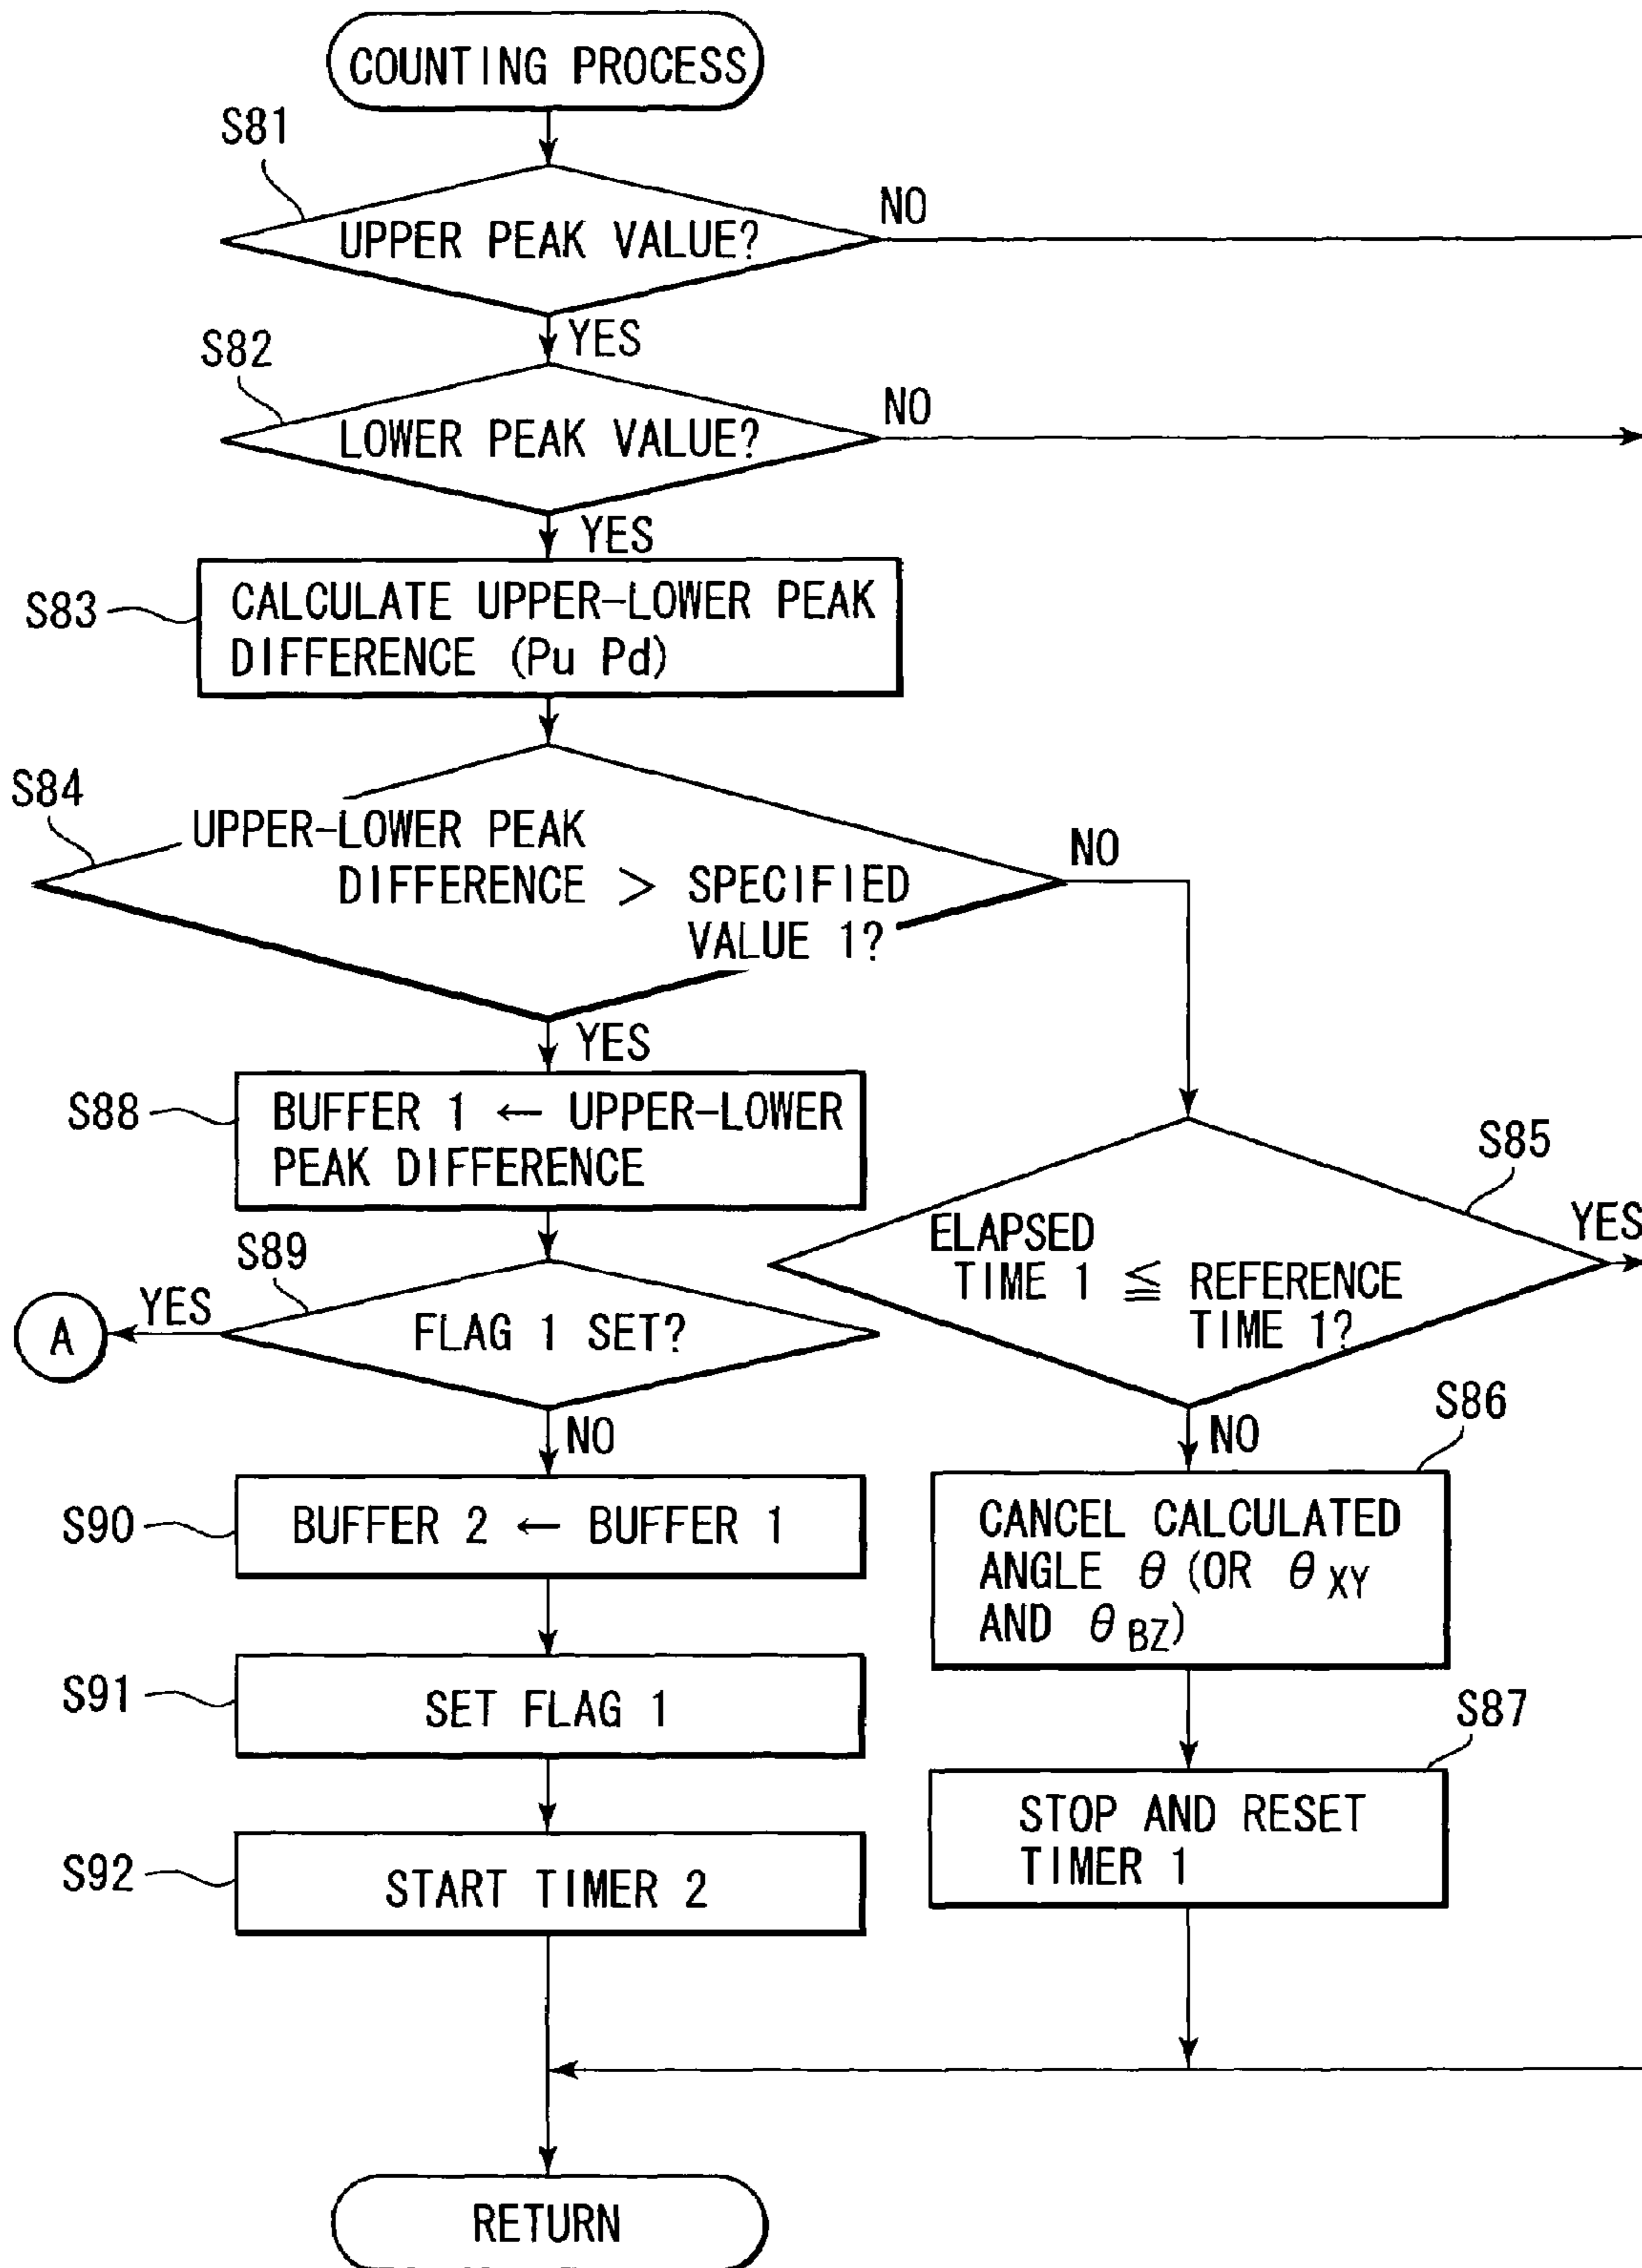 COUNTING PROCESS
S81
UPPER PEAK VALUE?
NO
YES
S82
LOWER PEAK VALUE?
NO
YES
S83
CALCULATE UPPER-LOWER PEAK
DIFFERENCE (Pu Pd)
S84
UPPER-LOWER PEAK
DIFFERENCE > SPECIFIED
VALUE 1?
NO
YES
S88
BUFFER 1 ← UPPER-LOWER
PEAK DIFFERENCE
S85
ELAPSED
TIME 1 ≦ REFERENCE
TIME 1?
YES
NO
S89
FLAG 1 SET?
YES
A
NO
S86
CANCEL CALCULATED
ANGLE θ (OR θXY
AND θBZ)
S90
BUFFER 2 ← BUFFER 1
S91
SET FLAG 1
S87
STOP AND RESET
TIMER 1
S92
START TIMER 2
RETURN